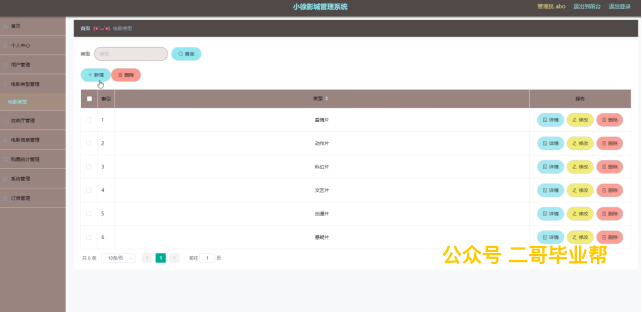 小徐影城管理系统
管理员 abo 退出到前台 退出登录
首页 (●'◡'●) 电影类型
首页
个人中心
用户管理
电影类型管理
电影类型
放映厅管理
电影信息管理
购票统计管理
系统管理
订单管理
类型 类型 查询
+ 新增 删除
索引 类型 操作
1 爱情片 详情 修改 删除
2 动作片 详情 修改 删除
3 科幻片 详情 修改 删除
4 文艺片 详情 修改 删除
5 动漫片 详情 修改 删除
6 悬疑片 详情 修改 删除
共 6 条 10条/页 < 1 > 前往 1 页
公众号 二哥毕业帮